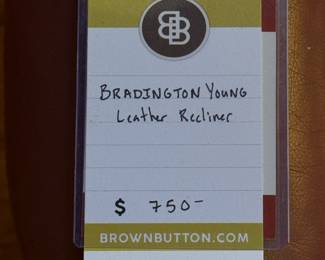 BB
BRADINGTON YOUNG
Leather Recliner
$ 750-
BROWNBUTTON.COM